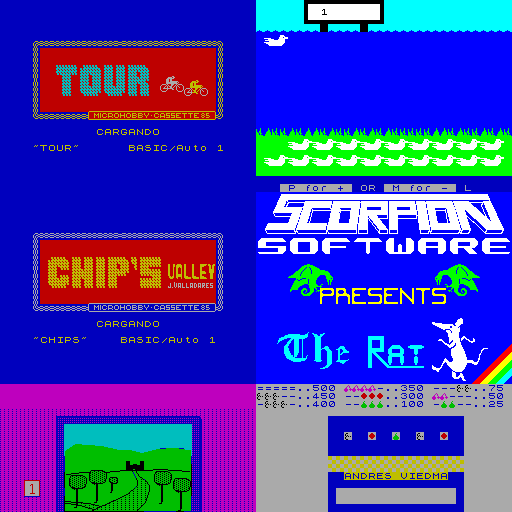 TOUR
MICROHOBBY·CASSETTE 85
CARGANDO
"TOUR" BASIC/Auto 1
1
P for + OR M for - L
SCORPION
SOFTWARE
PRESENTS
The Rat
CHIP'S VALLEY
J.VALLADARES
MICROHOBBY·CASSETTE 85
CARGANDO
"CHIPS" BASIC/Auto 1
1
=====..500 ..350 ---..75
---..450 --..300 ---..50
--..400 ..100 --..25
ANDRES VIEDMA